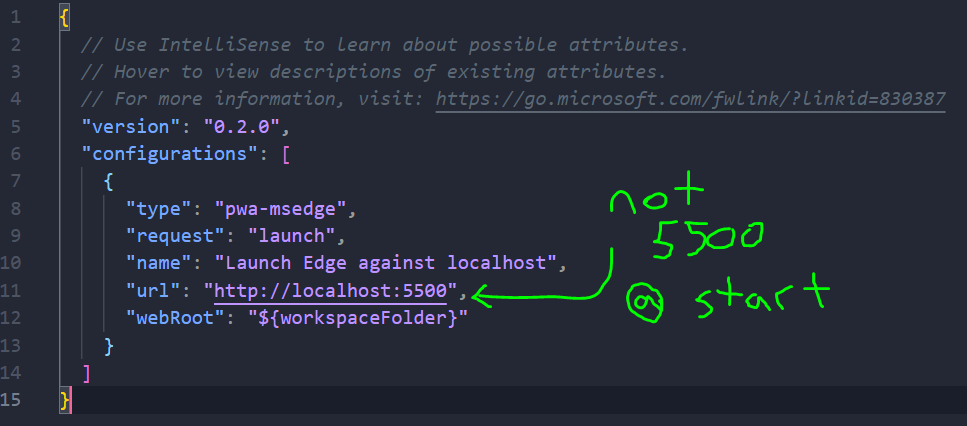 1 {
2 // Use IntelliSense to learn about possible attributes.
3 // Hover to view descriptions of existing attributes.
4 // For more information, visit: https://go.microsoft.com/fwlink/?linkid=830387
5 "version": "0.2.0",
6 "configurations": [
7 {
8 "type": "pwa-msedge",
9 "request": "launch",
10 "name": "Launch Edge against localhost",
11 "url": "http://localhost:5500",
12 "webRoot": "${workspaceFolder}"
13 }
14 ]
15 }
not
5500
@ start